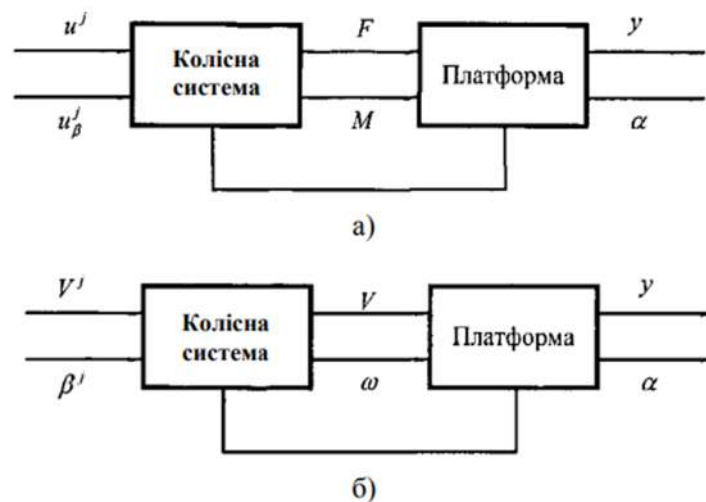 u^j F y
Колісна
система
Платформа
u_β^j M α
а)
V^j V y
Колісна
система
Платформа
β^j ω α
б)